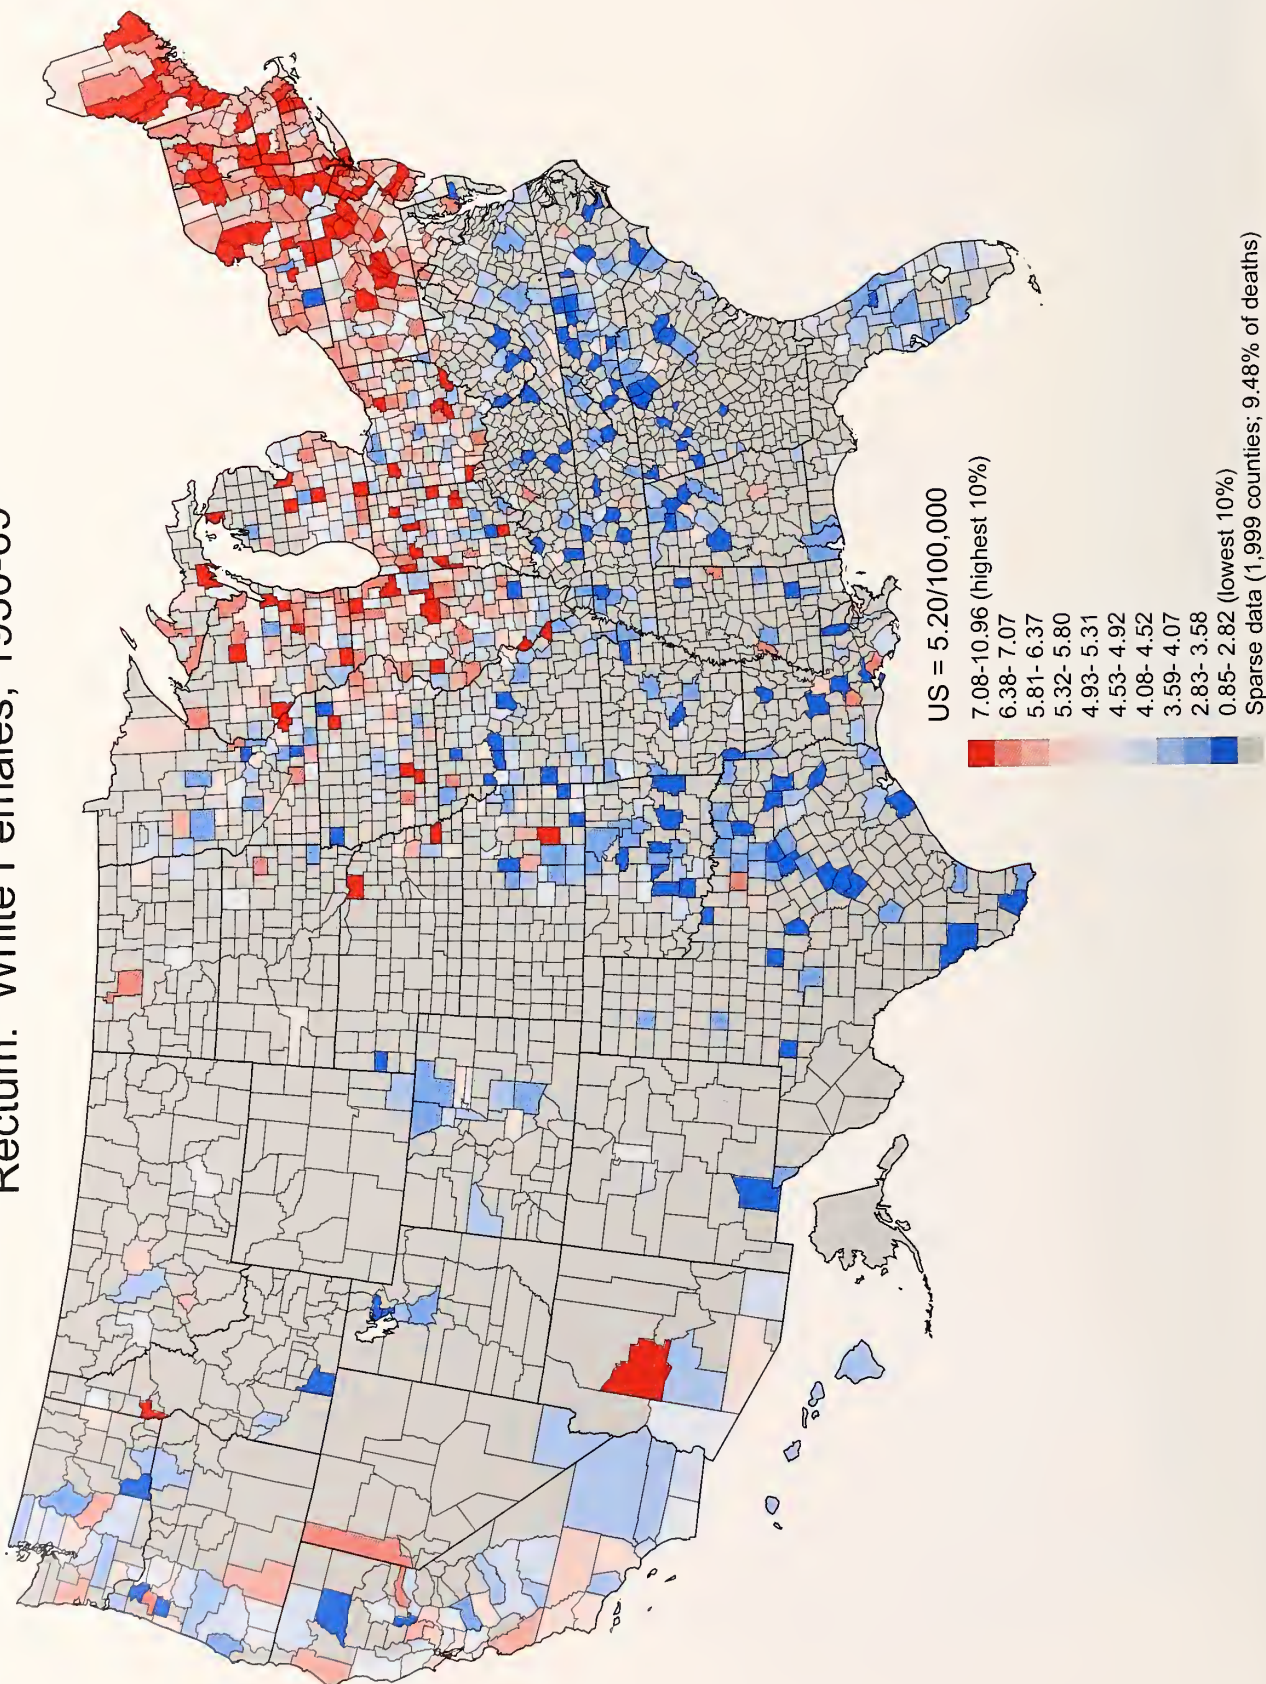 Rectum: White Females, 1950-69
US = 5.20/100,000
7.08-10.96 (highest 10%)
6.38- 7.07
5.81- 6.37
5.32- 5.80
4.93- 5.31
4.53- 4.92
4.08- 4.52
3.59- 4.07
2.83- 3.58
0.85- 2.82 (lowest 10%)
Sparse data (1,999 counties; 9.48% of deaths)